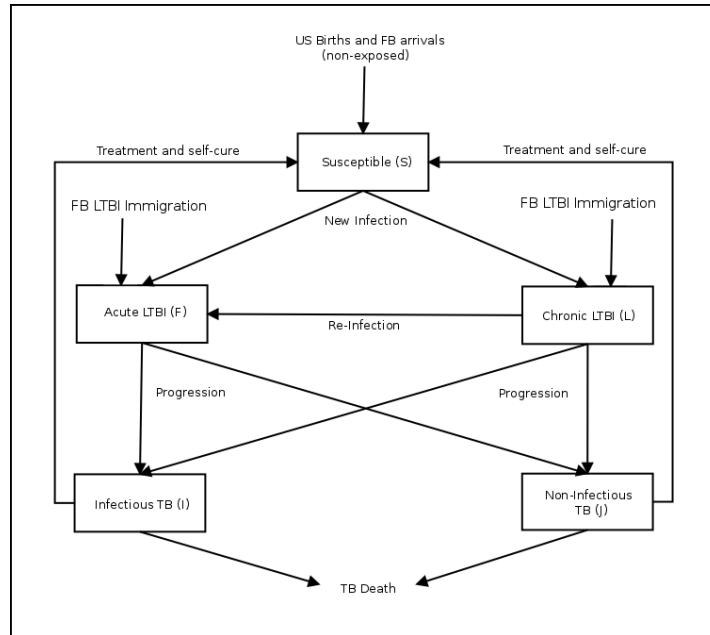 US Births and FB arrivals
(non-exposed)
Treatment and self-cure
Treatment and self-cure
Susceptible (S)
FB LTBI Immigration
FB LTBI Immigration
New Infection
Acute LTBI (F)
Chronic LTBI (L)
Re-Infection
Progression
Progression
Infectious TB (I)
Non-Infectious
TB (J)
TB Death